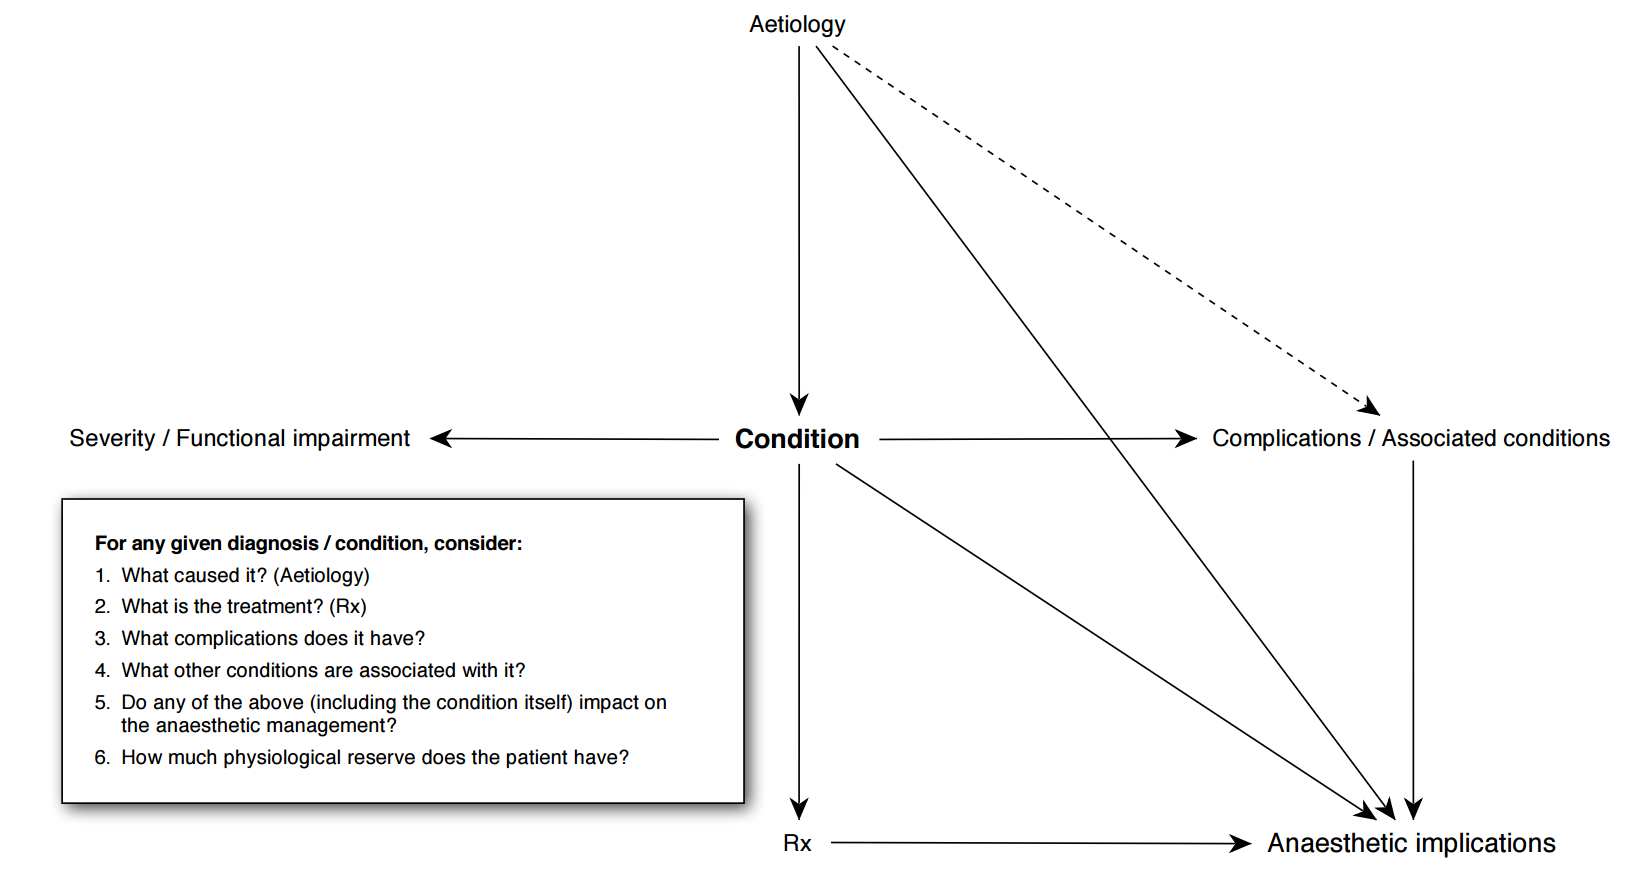 Aetiology
Severity / Functional impairment
Condition
Complications / Associated conditions
For any given diagnosis / condition, consider:
1. What caused it? (Aetiology)
2. What is the treatment? (Rx)
3. What complications does it have?
4. What other conditions are associated with it?
5. Do any of the above (including the condition itself) impact on
the anaesthetic management?
6. How much physiological reserve does the patient have?
Rx
Anaesthetic implications